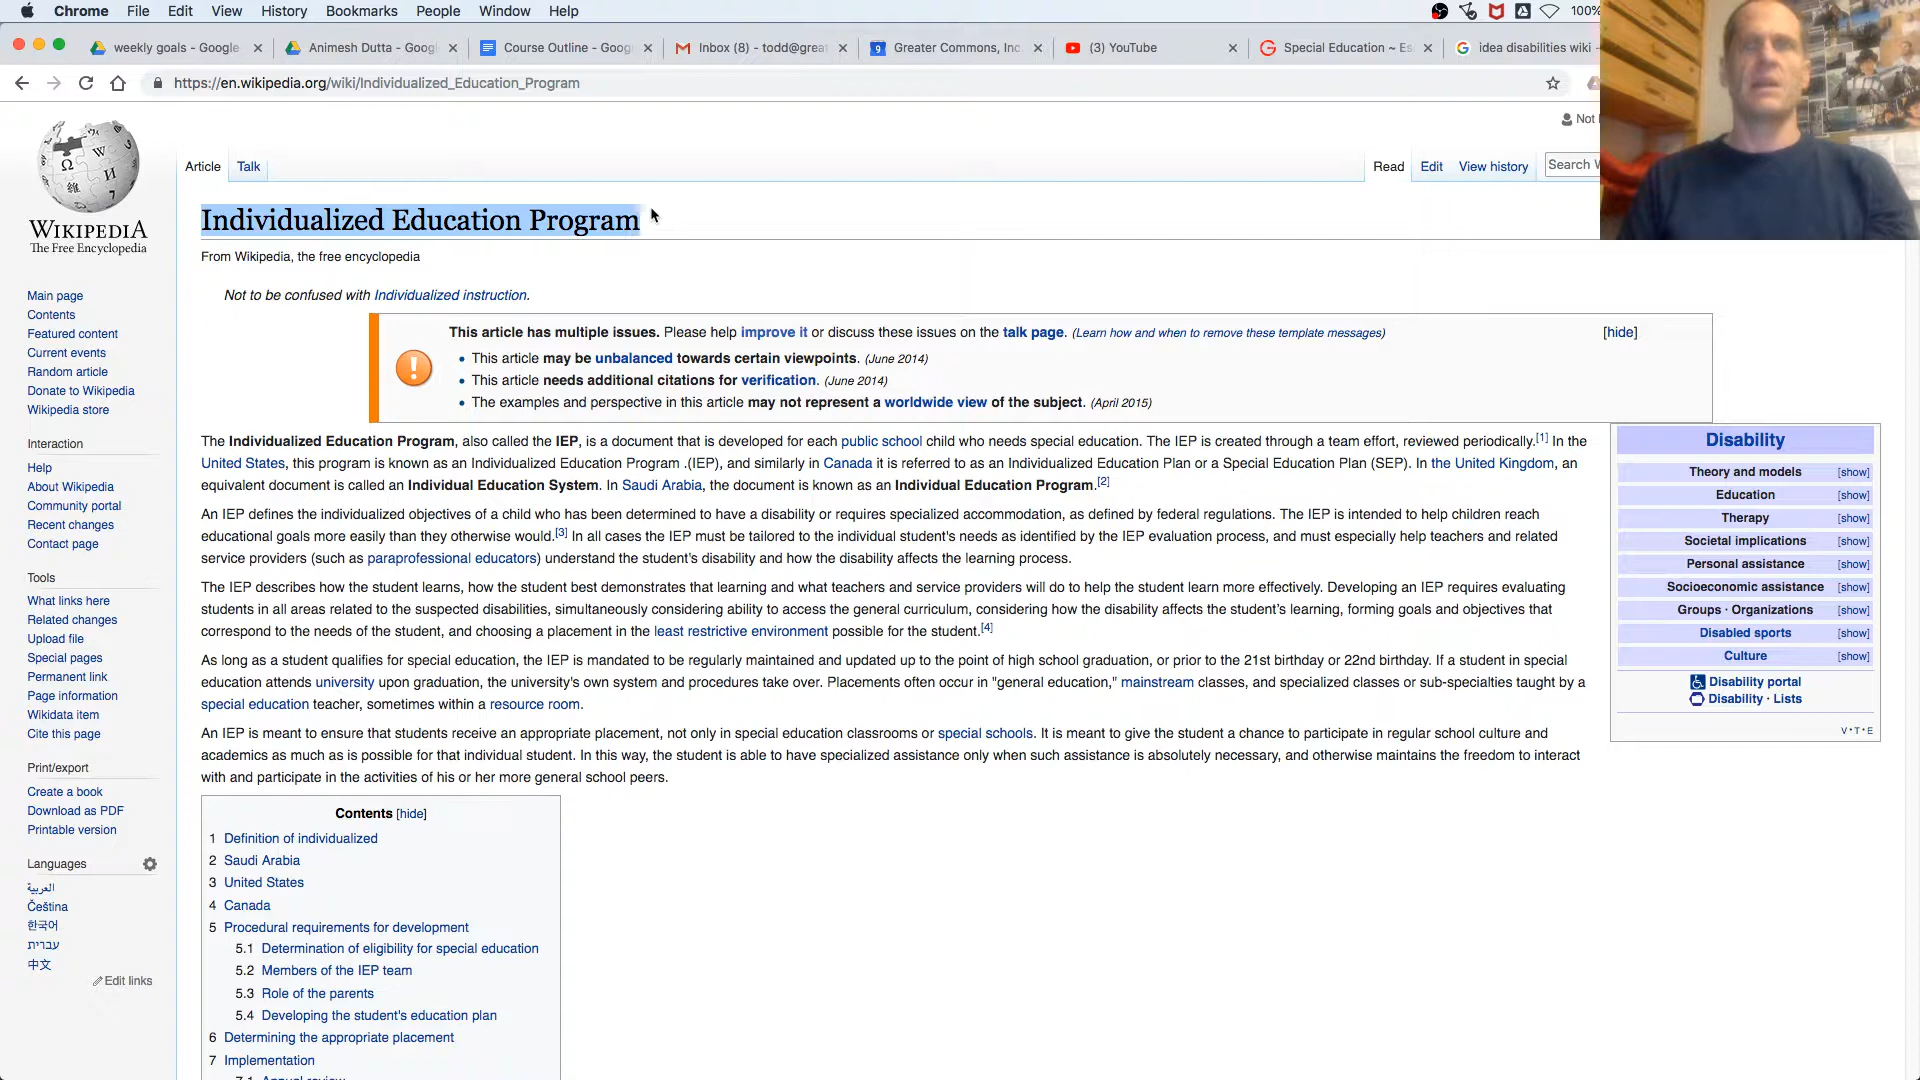 Chrome File Edit View History Bookmarks People Window Help 100%
weekly goals - Google Animesh Dutta - Googl Course Outline - Goog Inbox (8) - todd@grea Greater Commons, Inc. (3) YouTube Special Education ~ Es idea disabilities wiki -
https://en.wikipedia.org/wiki/Individualized_Education_Program
Not
Article Talk Read Edit View history Search W
WIKIPEDIA
The Free Encyclopedia
Main page
Contents
Featured content
Current events
Random article
Donate to Wikipedia
Wikipedia store
Interaction
Help
About Wikipedia
Community portal
Recent changes
Contact page
Tools
What links here
Related changes
Upload file
Special pages
Permanent link
Page information
Wikidata item
Cite this page
Print/export
Create a book
Download as PDF
Printable version
Languages
العربية
Čeština
한국어
עברית
中文
Edit links
Individualized Education Program
From Wikipedia, the free encyclopedia
Not to be confused with Individualized instruction.
This article has multiple issues. Please help improve it or discuss these issues on the talk page. (Learn how and when to remove these template messages) [hide]
• This article may be unbalanced towards certain viewpoints. (June 2014)
• This article needs additional citations for verification. (June 2014)
• The examples and perspective in this article may not represent a worldwide view of the subject. (April 2015)
The Individualized Education Program, also called the IEP, is a document that is developed for each public school child who needs special education. The IEP is created through a team effort, reviewed periodically.[1] In the
United States, this program is known as an Individualized Education Program .(IEP), and similarly in Canada it is referred to as an Individualized Education Plan or a Special Education Plan (SEP). In the United Kingdom, an
equivalent document is called an Individual Education System. In Saudi Arabia, the document is known as an Individual Education Program.[2]
An IEP defines the individualized objectives of a child who has been determined to have a disability or requires specialized accommodation, as defined by federal regulations. The IEP is intended to help children reach
educational goals more easily than they otherwise would.[3] In all cases the IEP must be tailored to the individual student's needs as identified by the IEP evaluation process, and must especially help teachers and related
service providers (such as paraprofessional educators) understand the student's disability and how the disability affects the learning process.
The IEP describes how the student learns, how the student best demonstrates that learning and what teachers and service providers will do to help the student learn more effectively. Developing an IEP requires evaluating
students in all areas related to the suspected disabilities, simultaneously considering ability to access the general curriculum, considering how the disability affects the student's learning, forming goals and objectives that
correspond to the needs of the student, and choosing a placement in the least restrictive environment possible for the student.[4]
As long as a student qualifies for special education, the IEP is mandated to be regularly maintained and updated up to the point of high school graduation, or prior to the 21st birthday or 22nd birthday. If a student in special
education attends university upon graduation, the university's own system and procedures take over. Placements often occur in "general education," mainstream classes, and specialized classes or sub-specialties taught by a
special education teacher, sometimes within a resource room.
An IEP is meant to ensure that students receive an appropriate placement, not only in special education classrooms or special schools. It is meant to give the student a chance to participate in regular school culture and
academics as much as is possible for that individual student. In this way, the student is able to have specialized assistance only when such assistance is absolutely necessary, and otherwise maintains the freedom to interact
with and participate in the activities of his or her more general school peers.
Disability
Theory and models [show]
Education [show]
Therapy [show]
Societal implications [show]
Personal assistance [show]
Socioeconomic assistance [show]
Groups · Organizations [show]
Disabled sports [show]
Culture [show]
Disability portal
Disability · Lists
V·T·E
Contents [hide]
1 Definition of individualized
2 Saudi Arabia
3 United States
4 Canada
5 Procedural requirements for development
5.1 Determination of eligibility for special education
5.2 Members of the IEP team
5.3 Role of the parents
5.4 Developing the student's education plan
6 Determining the appropriate placement
7 Implementation
7.1 Annual review